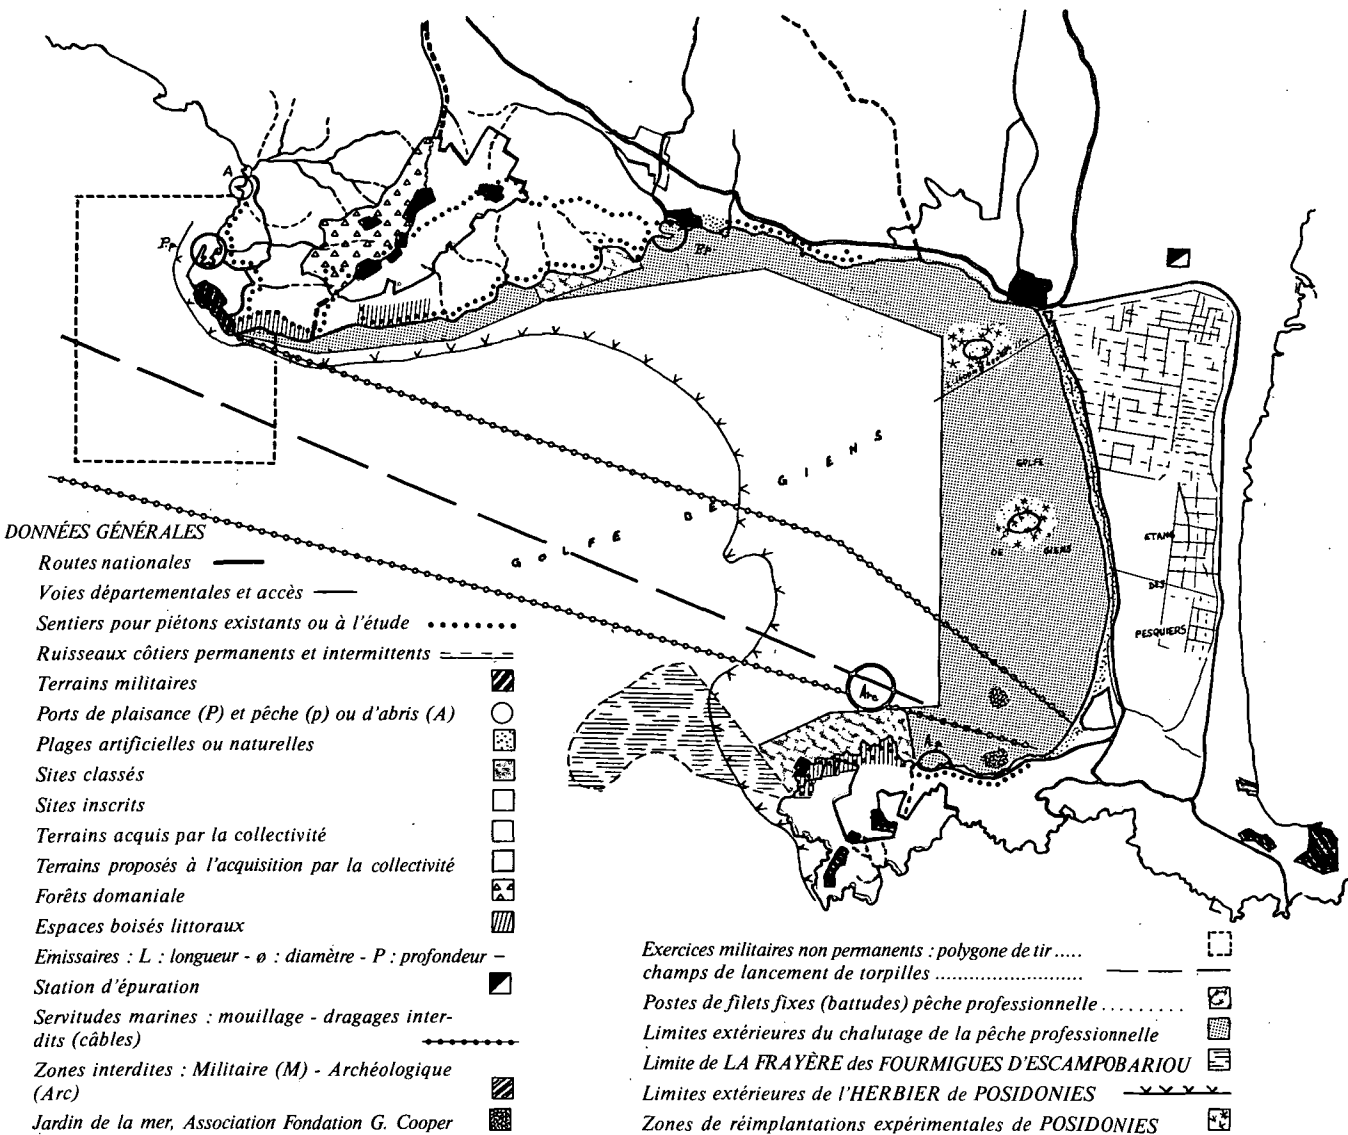 A
Pp
Pp
GOLFE DE GIENS
GOLFE
DE GIENS
ETANG
DES
PESQUIERS
Arc
A
DONNÉES GÉNÉRALES
Routes nationales
Voies départementales et accès
Sentiers pour piétons existants ou à l'étude
Ruisseaux côtiers permanents et intermittents
Terrains militaires
Ports de plaisance (P) et pêche (p) ou d'abris (A)
Plages artificielles ou naturelles
Sites classés
Sites inscrits
Terrains acquis par la collectivité
Terrains proposés à l'acquisition par la collectivité
Forêts domaniale
Espaces boisés littoraux
Emissaires : L : longueur - ø : diamètre - P : profondeur –
Station d'épuration
Servitudes marines : mouillage - dragages inter-
dits (câbles)
Zones interdites : Militaire (M) - Archéologique
(Arc)
Jardin de la mer, Association Fondation G. Cooper
Exercices militaires non permanents : polygone de tir .....
champs de lancement de torpilles ............................
Postes de filets fixes (battudes) pêche professionnelle .........
Limites extérieures du chalutage de la pêche professionnelle
Limite de LA FRAYÈRE des FOURMIGUES D'ESCAMPOBARIOU
Limites extérieures de l'HERBIER de POSIDONIES
Zones de réimplantations expérimentales de POSIDONIES